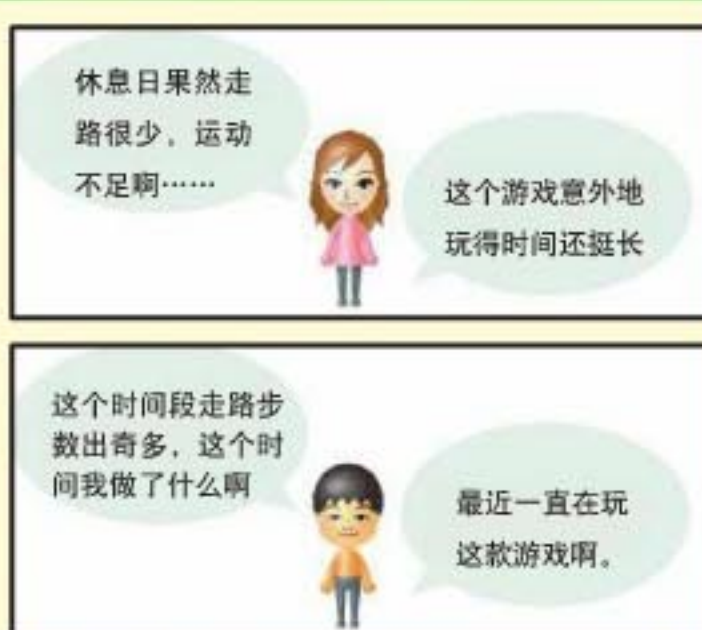 休息日果然走
路很少，运动
不足啊……
这个游戏意外地
玩得时间还挺长
这个时间段走路步
数出奇多，这个时
间我做了什么啊
最近一直在玩
这款游戏啊。